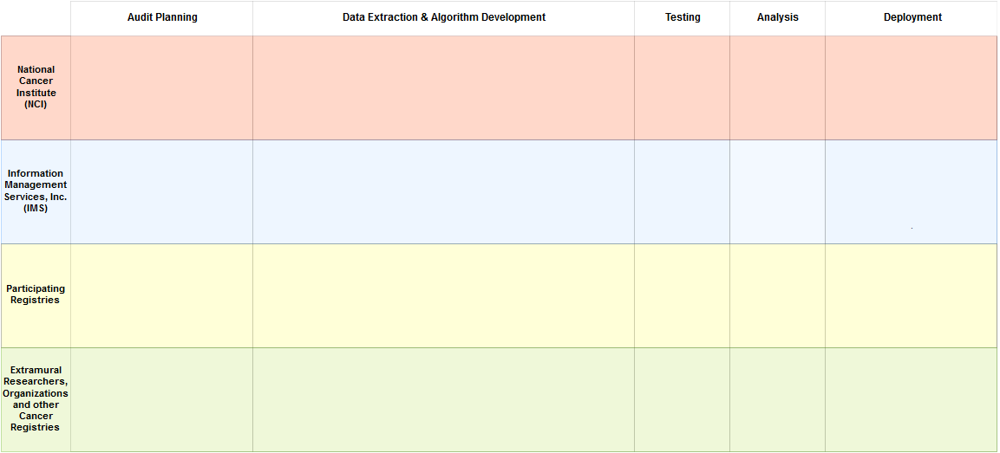 Audit Planning
Data Extraction & Algorithm Development
Testing
Analysis
Deployment
National
Cancer
Institute
(NCI)
Information
Management
Services, Inc.
(IMS)
.
Participating
Registries
Extramural
Researchers,
Organizations
and other
Cancer
Registries